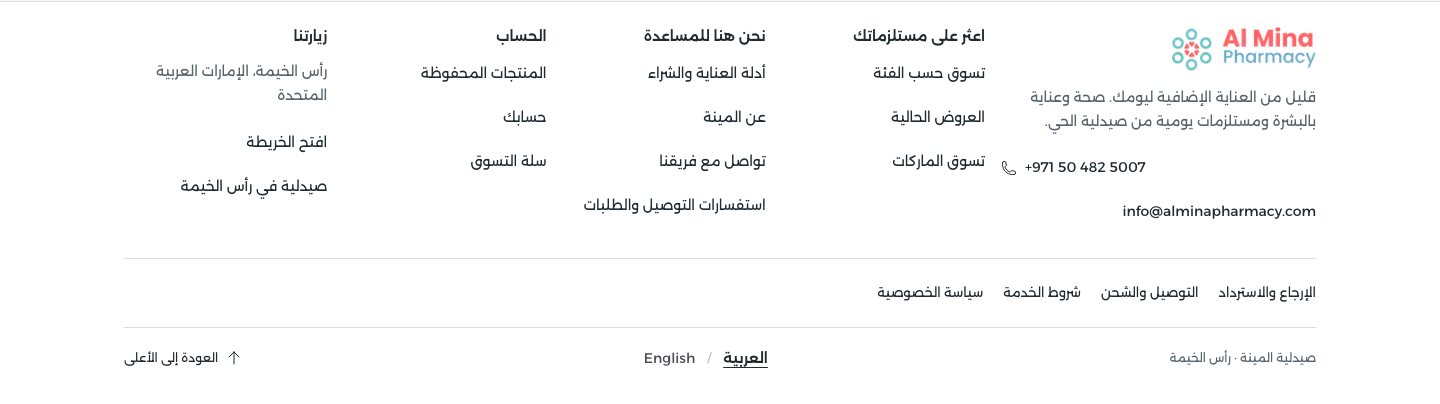 Al Mina
Pharmacy
قليل من العناية الإضافية ليومك. صحة وعناية
بالبشرة ومستلزمات يومية من صيدلية الحي.
+971 50 482 5007
info@alminapharmacy.com
اعثر على مستلزماتك
تسوق حسب الفئة
العروض الحالية
تسوق الماركات
نحن هنا للمساعدة
أدلة العناية والشراء
عن المينة
تواصل مع فريقنا
استفسارات التوصيل والطلبات
الحساب
المنتجات المحفوظة
حسابك
سلة التسوق
زيارتنا
رأس الخيمة، الإمارات العربية
المتحدة
افتح الخريطة
صيدلية في رأس الخيمة
الإرجاع والاسترداد التوصيل والشحن شروط الخدمة سياسة الخصوصية
صيدلية المينة · رأس الخيمة
العربية / English
العودة إلى الأعلى